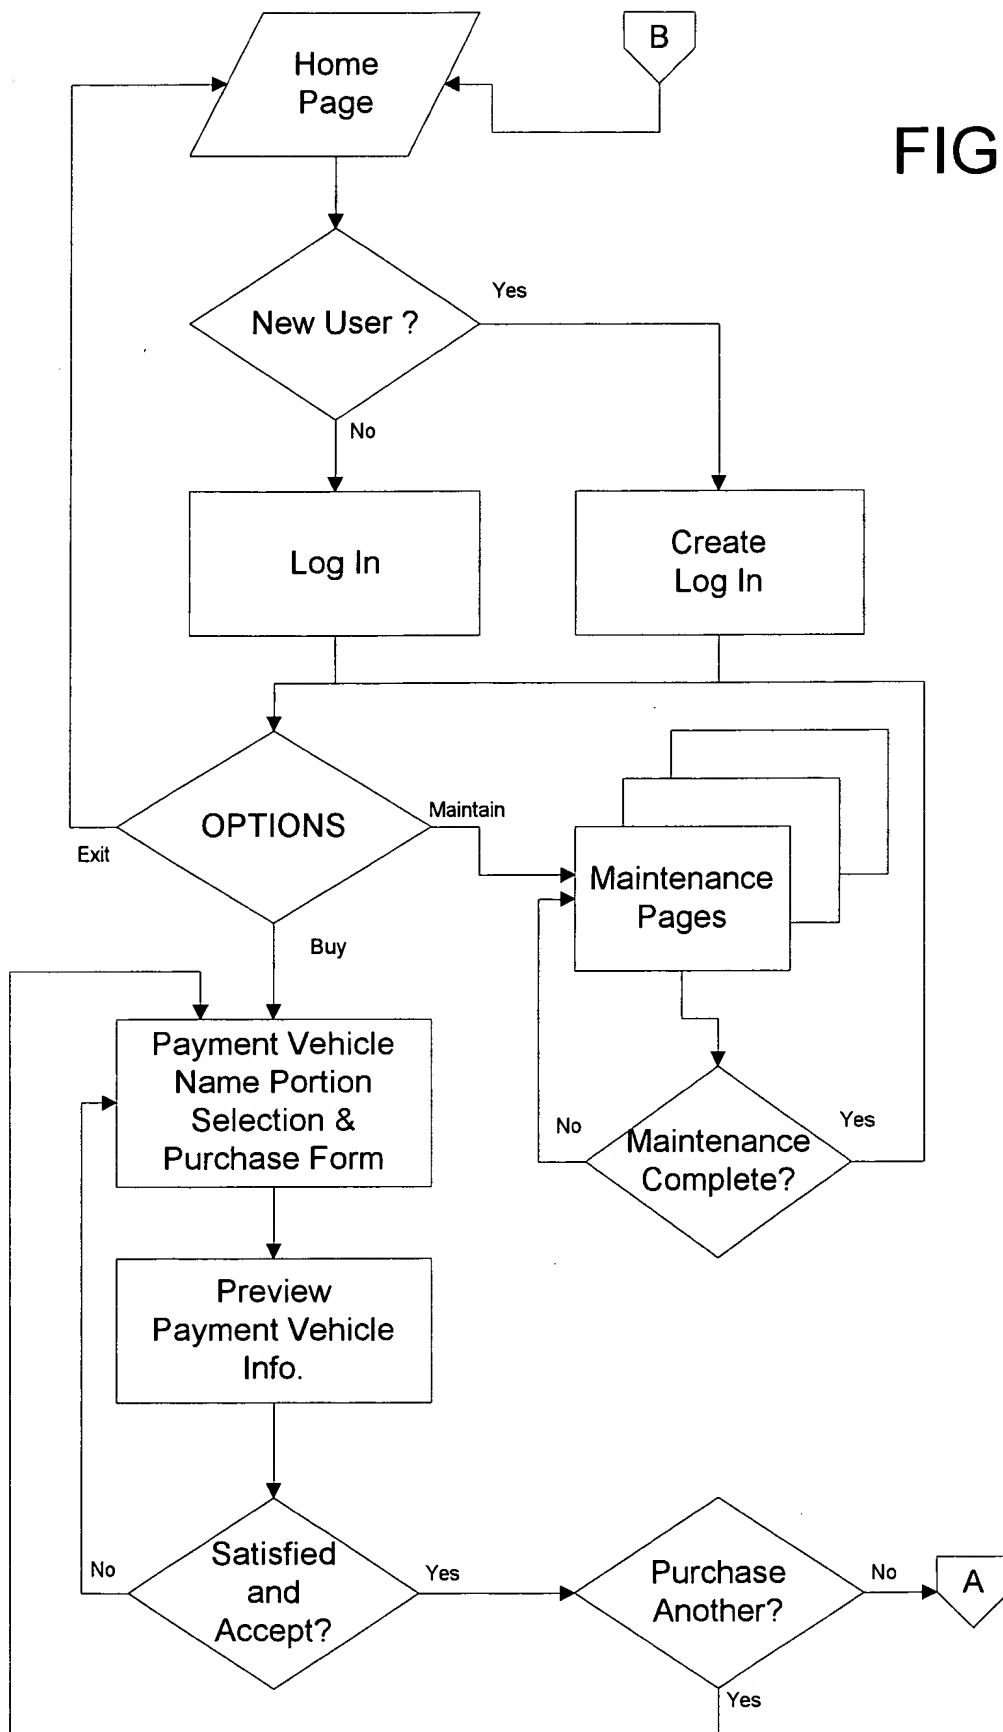 Home
Page
B
FIG
New User ?
Yes
No
Log In
Create
Log In
OPTIONS
Maintain
Exit
Buy
Maintenance
Pages
Payment Vehicle
Name Portion
Selection &
Purchase Form
No
Maintenance
Complete?
Yes
Preview
Payment Vehicle
Info.
No
Satisfied
and
Accept?
Yes
Purchase
Another?
No
A
Yes